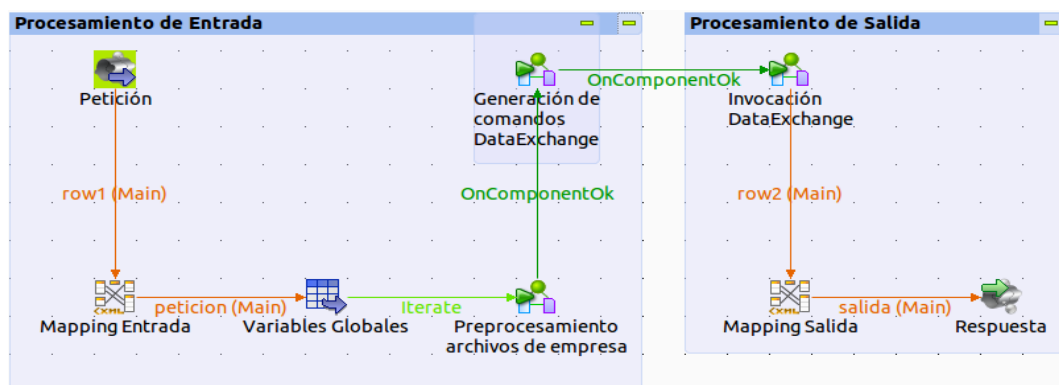 Procesamiento de Entrada
Petición
row1 (Main)
Mapping Entrada
peticion (Main)
Variables Globales
Iterate
Preprocesamiento
archivos de empresa
OnComponentOk
Generación de
comandos
DataExchange
OnComponentOk
Procesamiento de Salida
Invocación
DataExchange
row2 (Main)
Mapping Salida
salida (Main)
Respuesta